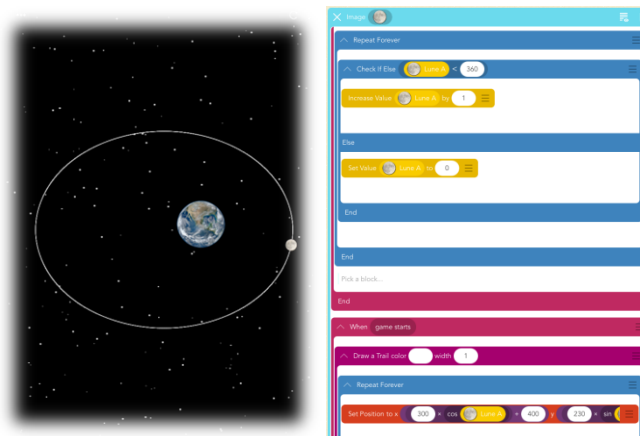 Image
Repeat Forever
Check If Else Lune A < 360
Increase Value Lune A by 1
Else
Set Value Lune A to 0
End
End
Pick a block...
End
When game starts
Draw a Trail color width 1
Repeat Forever
Set Position to x 300 × cos Lune A + 400 y 230 × sin